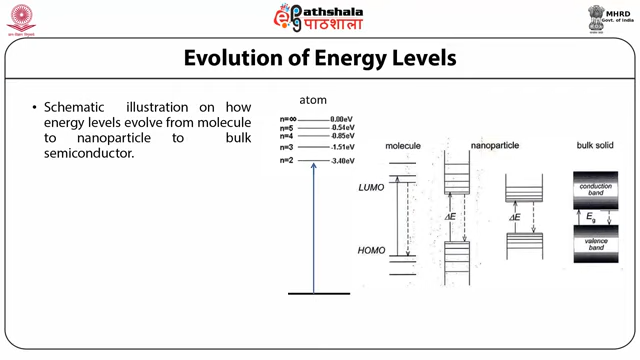 ePathshala
पाठशाला
MHRD
Govt. of India
Evolution of Energy Levels
• Schematic illustration on how
energy levels evolve from molecule
to nanoparticle to bulk
semiconductor.
atom
n=∞ 0.00eV
n=5 -0.54eV
n=4 -0.85eV
n=3 -1.51eV
n=2 -3.40eV
molecule nanoparticle bulk solid
LUMO
HOMO
ΔE
ΔE
conduction
band
Eg
valence
band